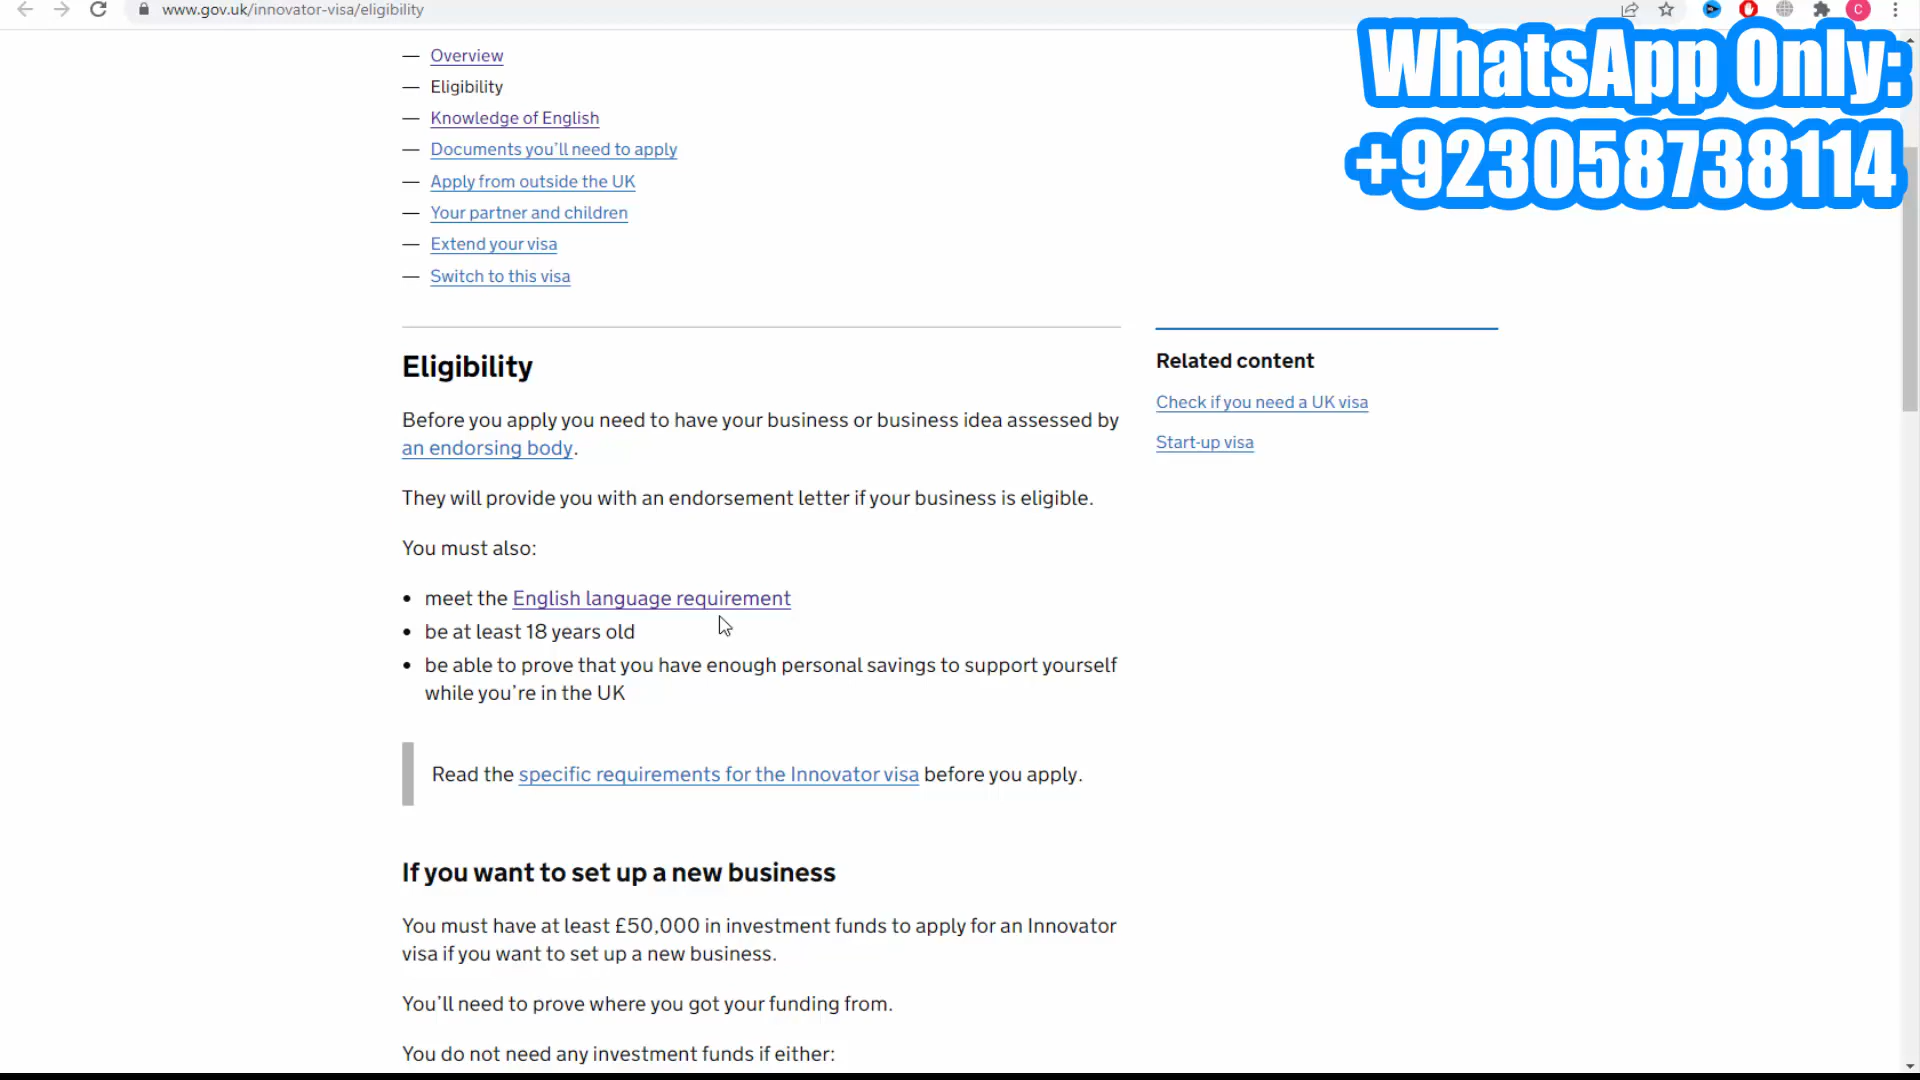 www.gov.uk/innovator-visa/eligibility
C
WhatsApp Only:
+923058738114
— Overview
— Eligibility
— Knowledge of English
— Documents you’ll need to apply
— Apply from outside the UK
— Your partner and children
— Extend your visa
— Switch to this visa
Eligibility
Before you apply you need to have your business or business idea assessed by
an endorsing body.
They will provide you with an endorsement letter if your business is eligible.
You must also:
• meet the English language requirement
• be at least 18 years old
• be able to prove that you have enough personal savings to support yourself
while you’re in the UK
Read the specific requirements for the Innovator visa before you apply.
If you want to set up a new business
You must have at least £50,000 in investment funds to apply for an Innovator
visa if you want to set up a new business.
You’ll need to prove where you got your funding from.
You do not need any investment funds if either:
Related content
Check if you need a UK visa
Start-up visa